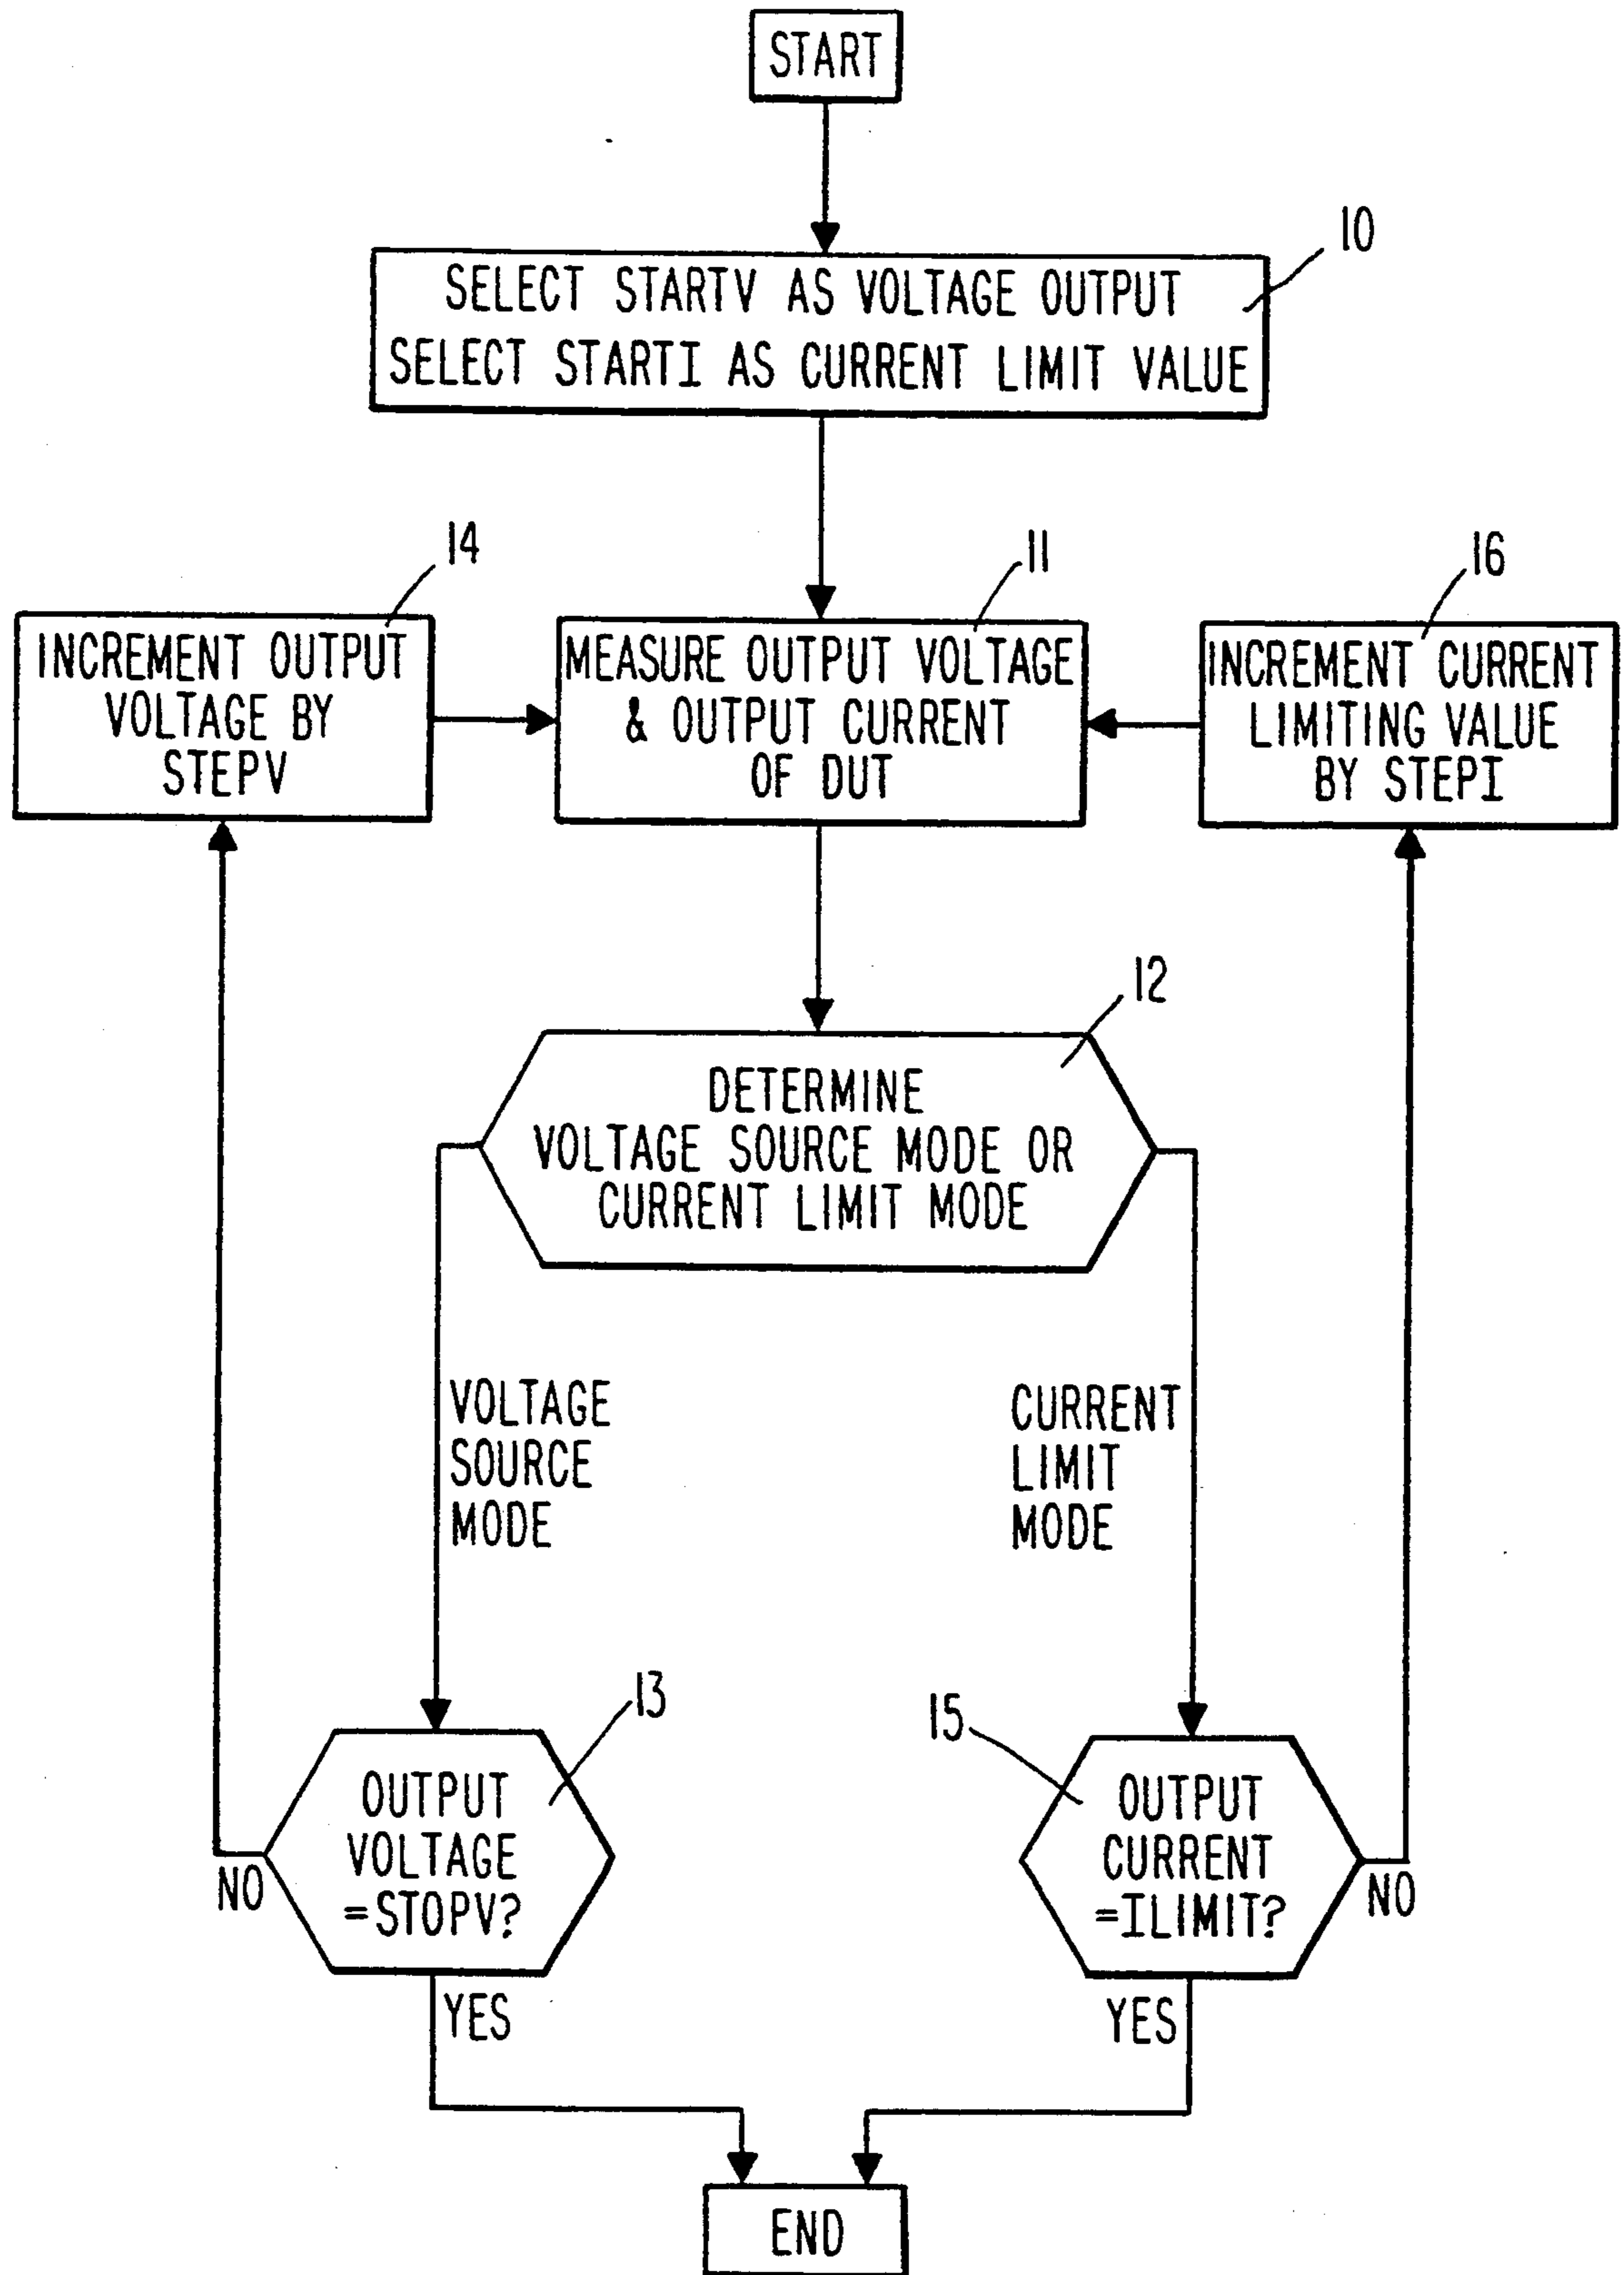 START
10
SELECT STARTV AS VOLTAGE OUTPUT
SELECT STARTI AS CURRENT LIMIT VALUE
14
INCREMENT OUTPUT
VOLTAGE BY
STEPV
11
MEASURE OUTPUT VOLTAGE
& OUTPUT CURRENT
OF DUT
16
INCREMENT CURRENT
LIMITING VALUE
BY STEPI
12
DETERMINE
VOLTAGE SOURCE MODE OR
CURRENT LIMIT MODE
VOLTAGE
SOURCE
MODE
CURRENT
LIMIT
MODE
13
OUTPUT
VOLTAGE
=STOPV?
NO
YES
15
OUTPUT
CURRENT
=ILIMIT?
NO
YES
END